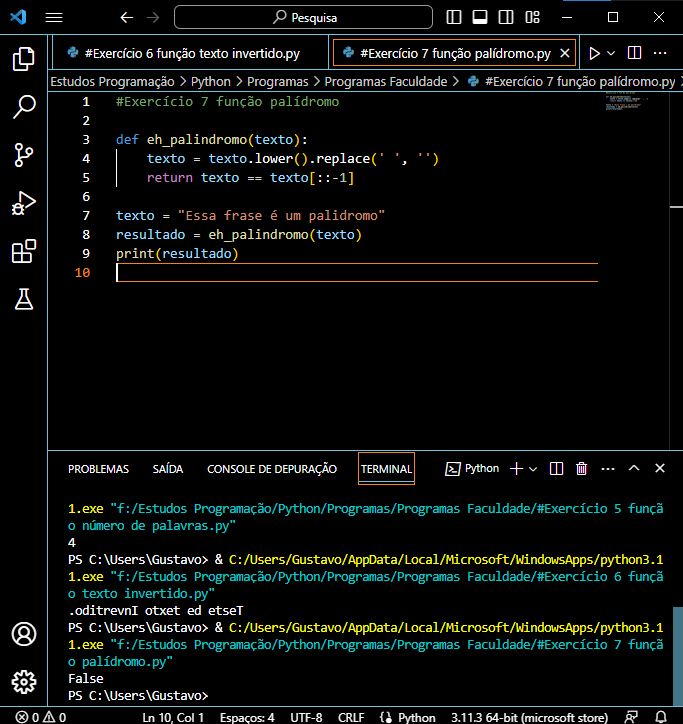 Pesquisa
#Exercício 6 função texto invertido.py
#Exercício 7 função palídromo.py
Estudos Programação > Python > Programas > Programas Faculdade > #Exercício 7 função palídromo.py >
1 #Exercício 7 função palídromo
2
3 def eh_palindromo(texto):
4 texto = texto.lower().replace(' ', '')
5 return texto == texto[::-1]
6
7 texto = "Essa frase é um palidromo"
8 resultado = eh_palindromo(texto)
9 print(resultado)
10
PROBLEMAS SAÍDA CONSOLE DE DEPURAÇÃO TERMINAL Python
1.exe "f:/Estudos Programação/Python/Programas/Programas Faculdade/#Exercício 5 funçã
o número de palavras.py"
4
PS C:\Users\Gustavo> & C:/Users/Gustavo/AppData/Local/Microsoft/WindowsApps/python3.1
1.exe "f:/Estudos Programação/Python/Programas/Programas Faculdade/#Exercício 6 funçã
o texto invertido.py"
.oditrevnI otxet ed etseT
PS C:\Users\Gustavo> & C:/Users/Gustavo/AppData/Local/Microsoft/WindowsApps/python3.1
1.exe "f:/Estudos Programação/Python/Programas/Programas Faculdade/#Exercício 7 funçã
o palídromo.py"
False
PS C:\Users\Gustavo>
0 0 Ln 10, Col 1 Espaços: 4 UTF-8 CRLF Python 3.11.3 64-bit (microsoft store)